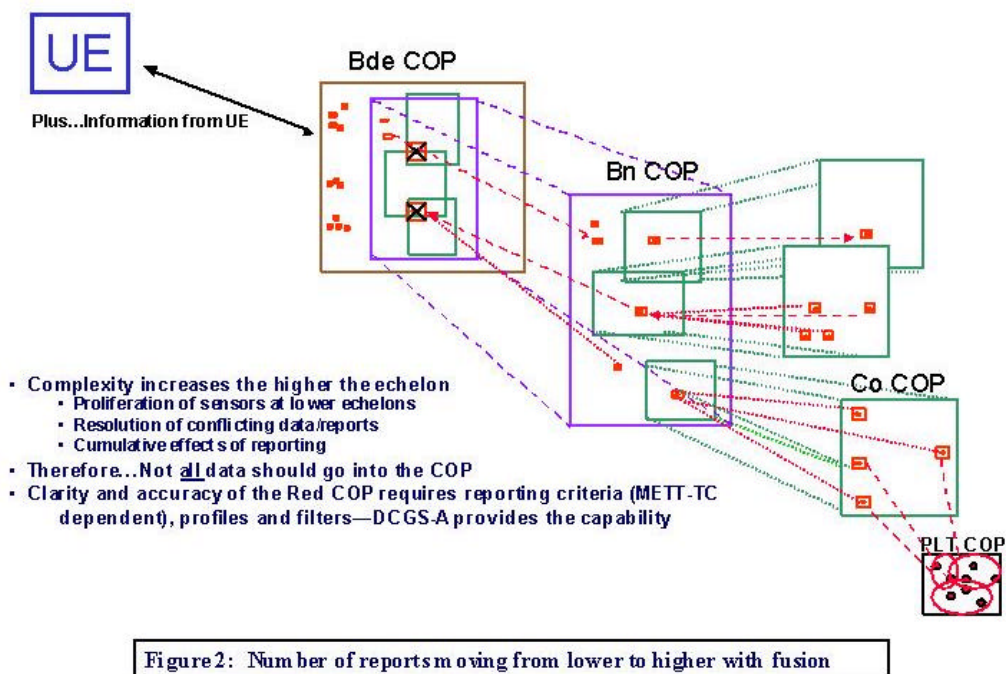 UE
Plus...Information from UE
Bde COP
Bn COP
Co COP
PLT COP
• Complexity increases the higher the echelon
• Proliferation of sensors at lower echelons
• Resolution of conflicting data/reports
• Cumulative effects of reporting
• Therefore...Not all data should go into the COP
• Clarity and accuracy of the Red COP requires reporting criteria (METT-TC
dependent), profiles and filters—DCGS-A provides the capability
Figure 2: Number of reports moving from lower to higher with fusion